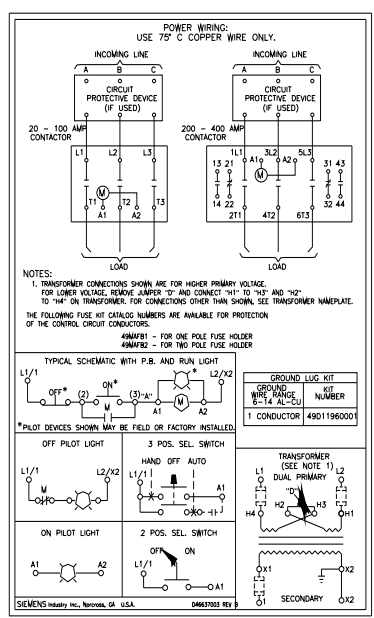 POWER WIRING:
USE 75° C COPPER WIRE ONLY.
INCOMING LINE
A B C
CIRCUIT
PROTECTIVE DEVICE
(IF USED)
20 - 100 AMP
CONTACTOR
L1 L2 L3
M
T1 T2 T3
A1 A2
LOAD
INCOMING LINE
A B C
CIRCUIT
PROTECTIVE DEVICE
(IF USED)
200 - 400 AMP
CONTACTOR
1L1 3L2 5L3
13 21 A1 A2 31 43
M
14 22 32 44
2T1 4T2 6T3
LOAD
NOTES:
1. TRANSFORMER CONNECTIONS SHOWN ARE FOR HIGHER PRIMARY VOLTAGE.
FOR LOWER VOLTAGE, REMOVE JUMPER "D" AND CONNECT "H1" TO "H3" AND "H2"
TO "H4" ON TRANSFORMER. FOR CONNECTIONS OTHER THAN SHOWN, SEE TRANSFORMER NAMEPLATE.
THE FOLLOWING FUSE KIT CATALOG NUMBERS ARE AVAILABLE FOR PROTECTION
OF THE CONTROL CIRCUIT CONDUCTORS.
49MAFB1 - FOR ONE POLE FUSE HOLDER
49MAFB2 - FOR TWO POLE FUSE HOLDER
TYPICAL SCHEMATIC WITH P.B. AND RUN LIGHT
L1/1 L2/X2
OFF* (2) ON* (3) "A" *
M A1 M A2
*PILOT DEVICES SHOWN MAY BE FIELD OR FACTORY INSTALLED.
GROUND LUG KIT
GROUND WIRE RANGE 6-14 AL-CU
KIT NUMBER
1 CONDUCTOR 49D11960001
OFF PILOT LIGHT
L1/1 L2/X2
M
3 POS. SEL. SWITCH
HAND OFF AUTO
L1/1 A1
ON PILOT LIGHT
A1 A2
2 POS. SEL. SWITCH
OFF ON
L1/1
A1
TRANSFORMER
(SEE NOTE 1)
L1 DUAL PRIMARY L2
"D"
H4 H2 H3 H1
X1 X2
1 SECONDARY X2
SIEMENS Industry Inc., Norcross, GA U.S.A. D46637003 REV B